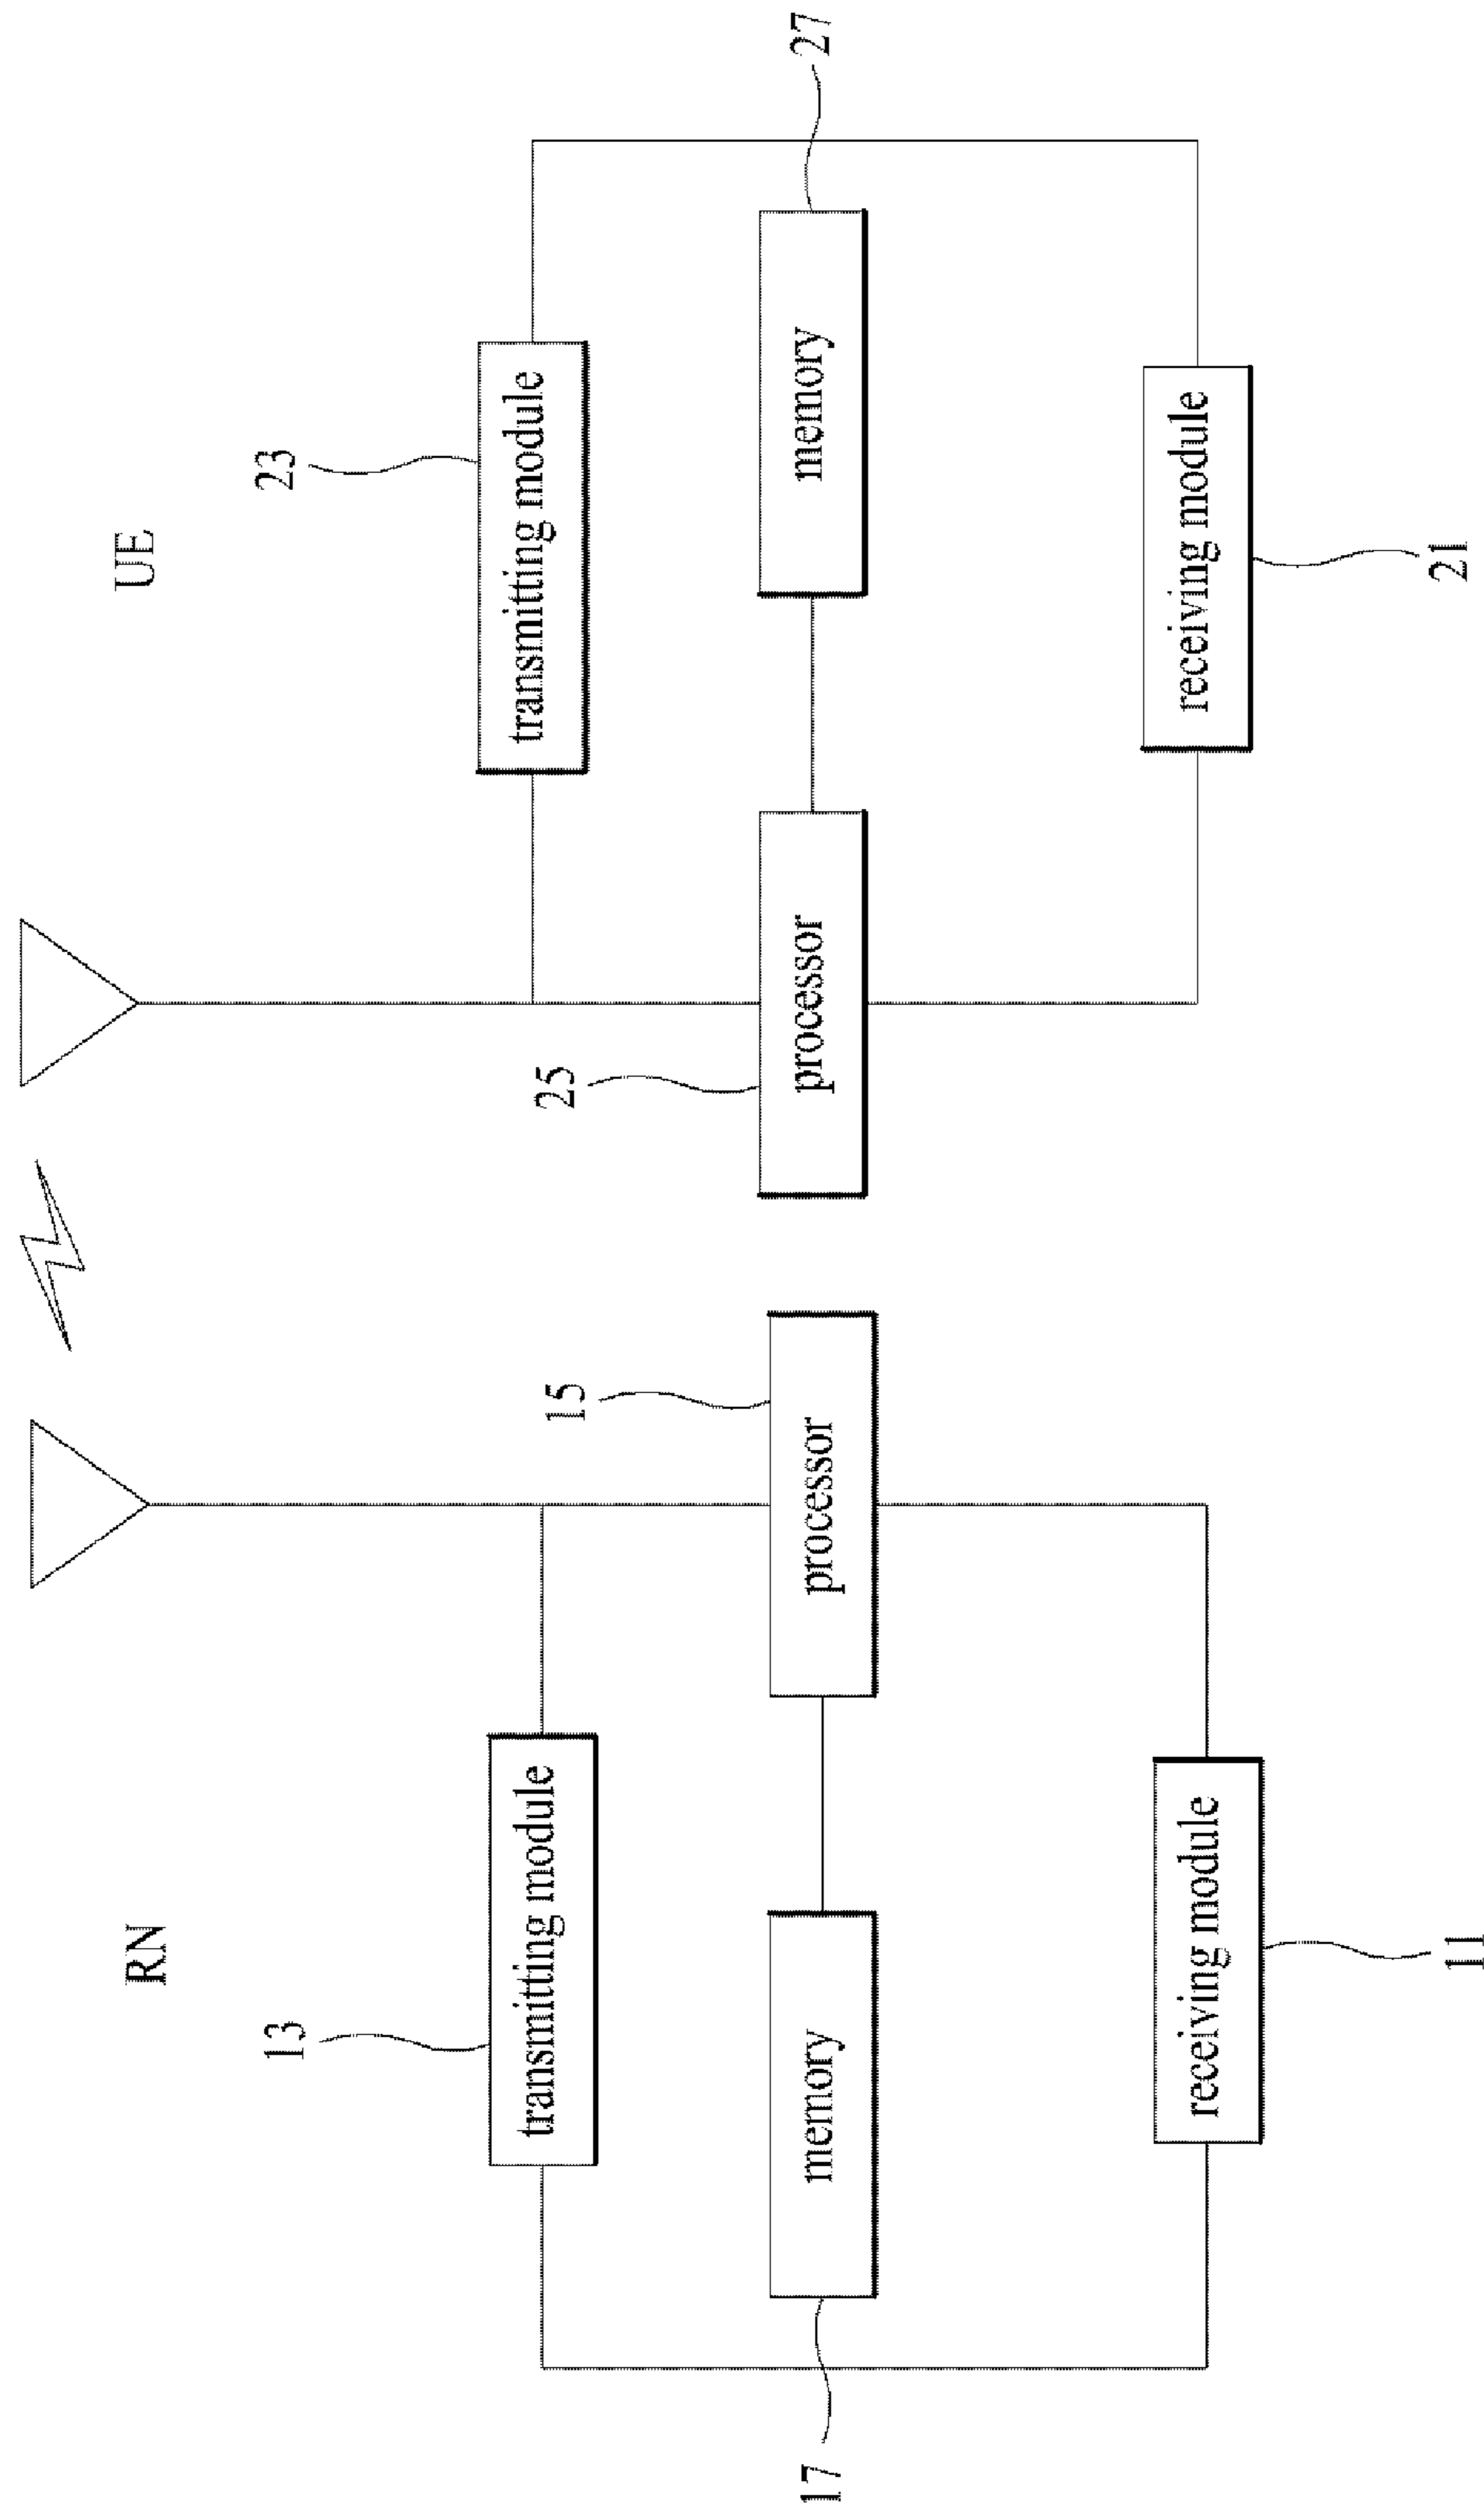 RN
UE
13
transmitting module
23
transmitting module
15
processor
25
processor
17
memory
memory
27
receiving module
11
receiving module
21